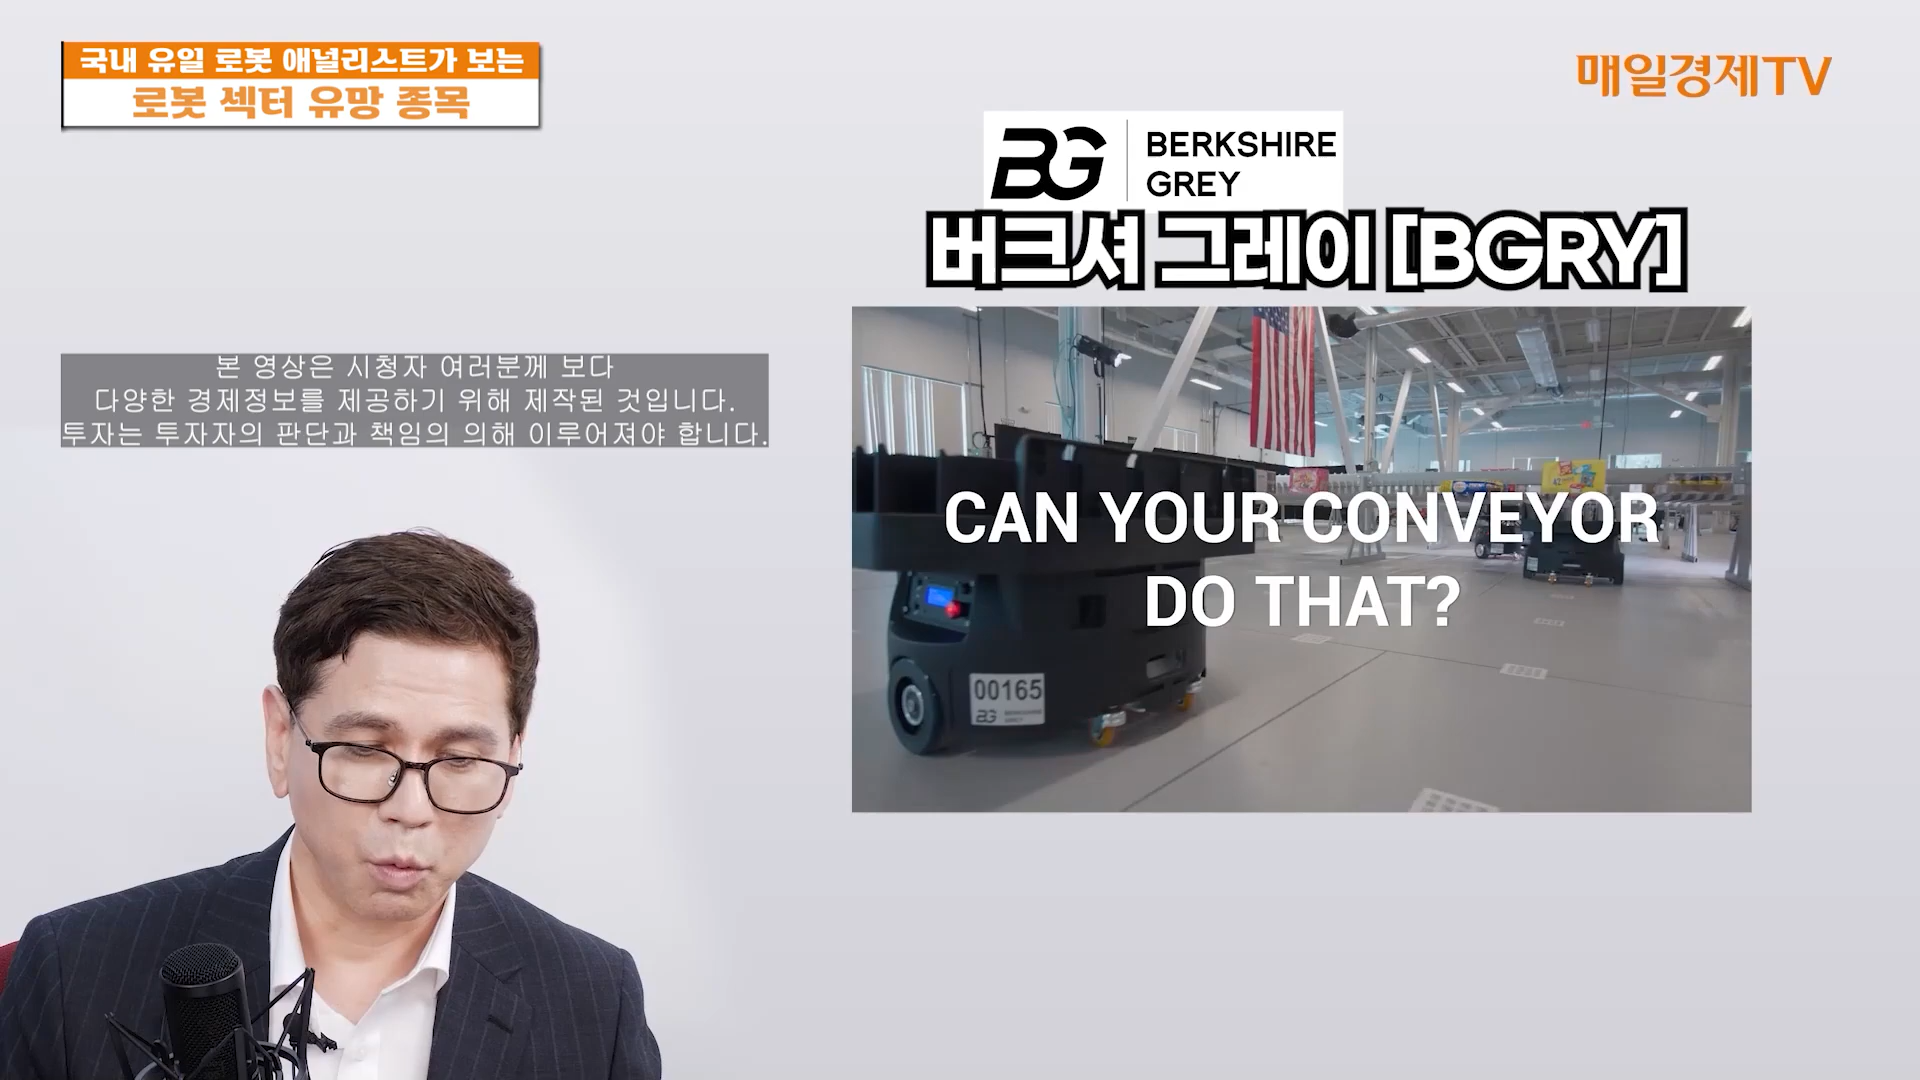 국내 유일 로봇 애널리스트가 보는
로봇 섹터 유망 종목
매일경제TV
BG
BERKSHIRE
GREY
버크셔 그레이 [BGRY]
본 영상은 시청자 여러분께 보다
다양한 경제정보를 제공하기 위해 제작된 것입니다.
투자는 투자자의 판단과 책임의 의해 이루어져야 합니다.
CAN YOUR CONVEYOR
DO THAT?
00165
BG BERKSHIRE
GREY